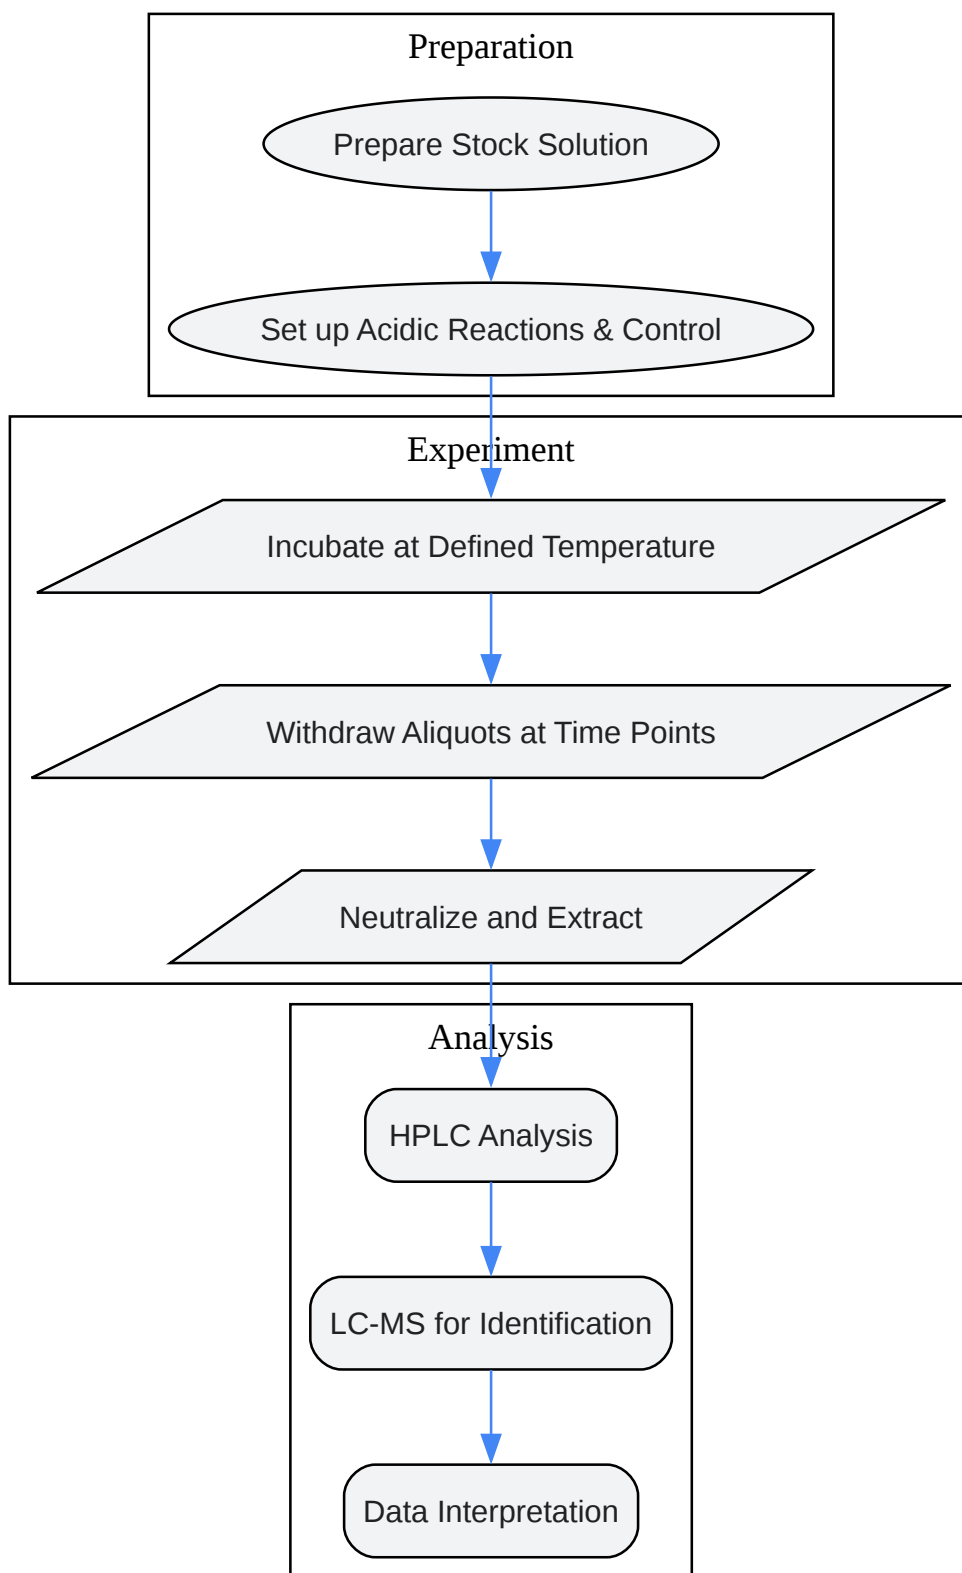 Preparation
Prepare Stock Solution
Set up Acidic Reactions & Control
Experiment
Incubate at Defined Temperature
Withdraw Aliquots at Time Points
Neutralize and Extract
Analysis
HPLC Analysis
LC-MS for Identification
Data Interpretation